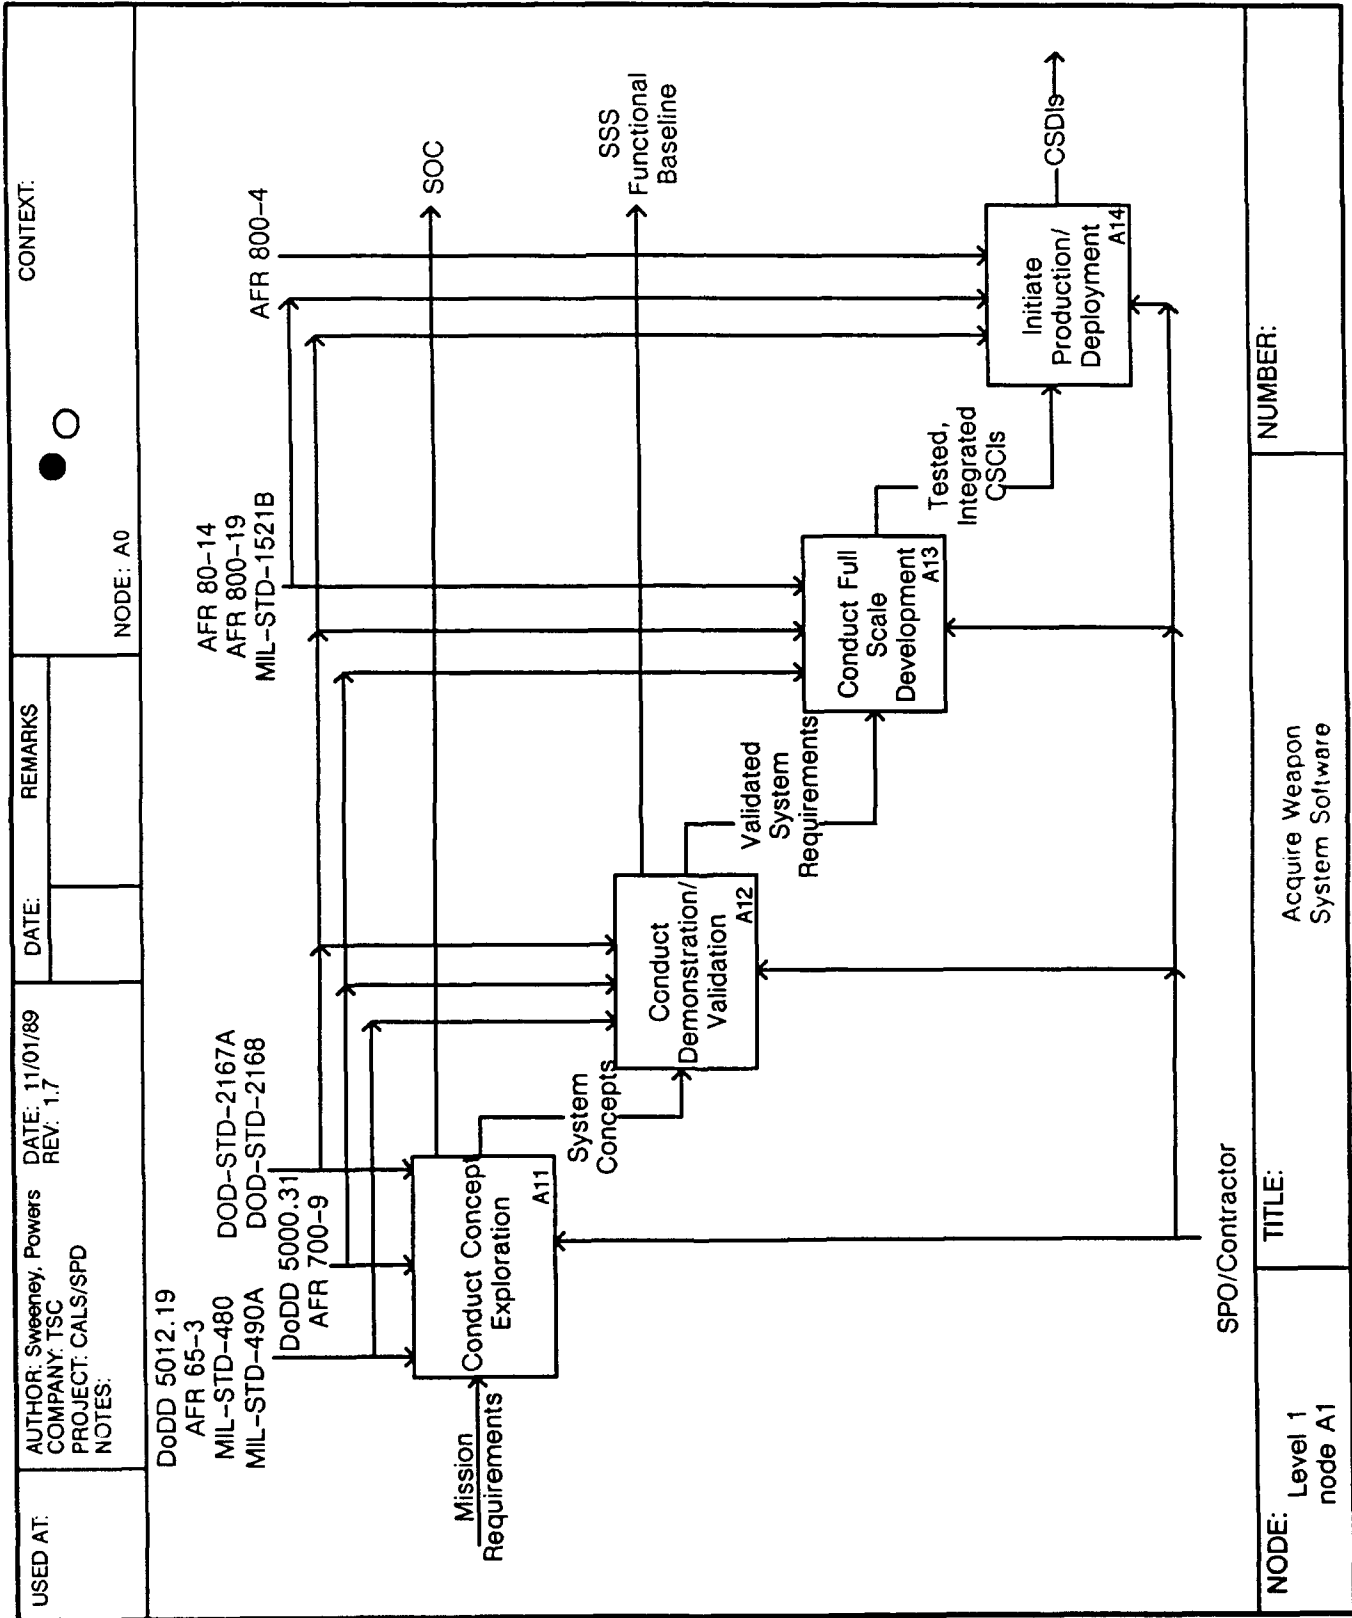 USED AT:
AUTHOR: Sweeney, Powers
COMPANY: TSC
PROJECT: CALS/SPD
NOTES:
DATE: 11/01/89
REV: 1.7
DATE:
REMARKS
NODE: A0
CONTEXT:
DoDD 5012.19
AFR 65-3
MIL-STD-480
MIL-STD-490A
DoDD 5000.31
AFR 700-9
DOD-STD-2167A
DOD-STD-2168
AFR 80-14
AFR 800-19
MIL-STD-1521B
AFR 800-4
SOC
SSS
Functional
Baseline
Mission
Requirements
Conduct Concept
Exploration
A11
System
Concepts
Conduct
Demonstration/
Validation
A12
Validated
System
Requirements
Conduct Full
Scale
Development
A13
Tested,
Integrated
CSCIs
Initiate
Production/
Deployment
A14
CSDIs
SPO/Contractor
NODE:
Level 1
node A1
TITLE:
Acquire Weapon
System Software
NUMBER: